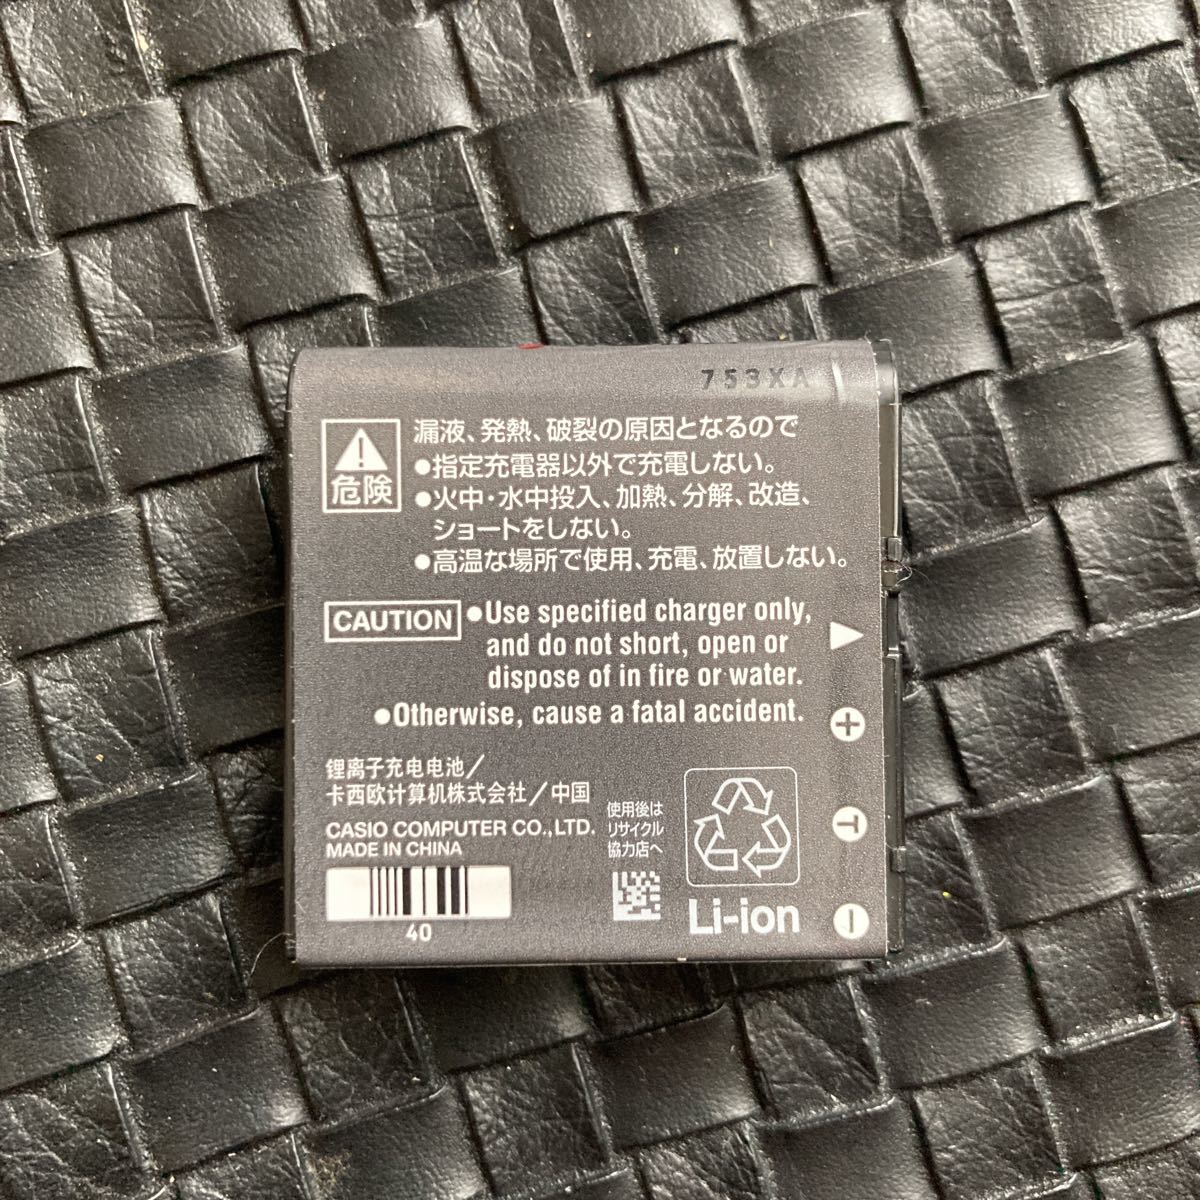 753XA
危険
漏液、発熱、破裂の原因となるので
●指定充電器以外で充電しない。
●火中・水中投入、加熱、分解、改造、
ショートをしない。
●高温な場所で使用、充電、放置しない。
CAUTION
●Use specified charger only,
and do not short, open or
dispose of in fire or water.
●Otherwise, cause a fatal accident.
+
T
−
锂离子充电电池/
卡西欧计算机株式会社/中国
CASIO COMPUTER CO.,LTD.
MADE IN CHINA
40
使用後は
リサイクル
協力店へ
Li-ion